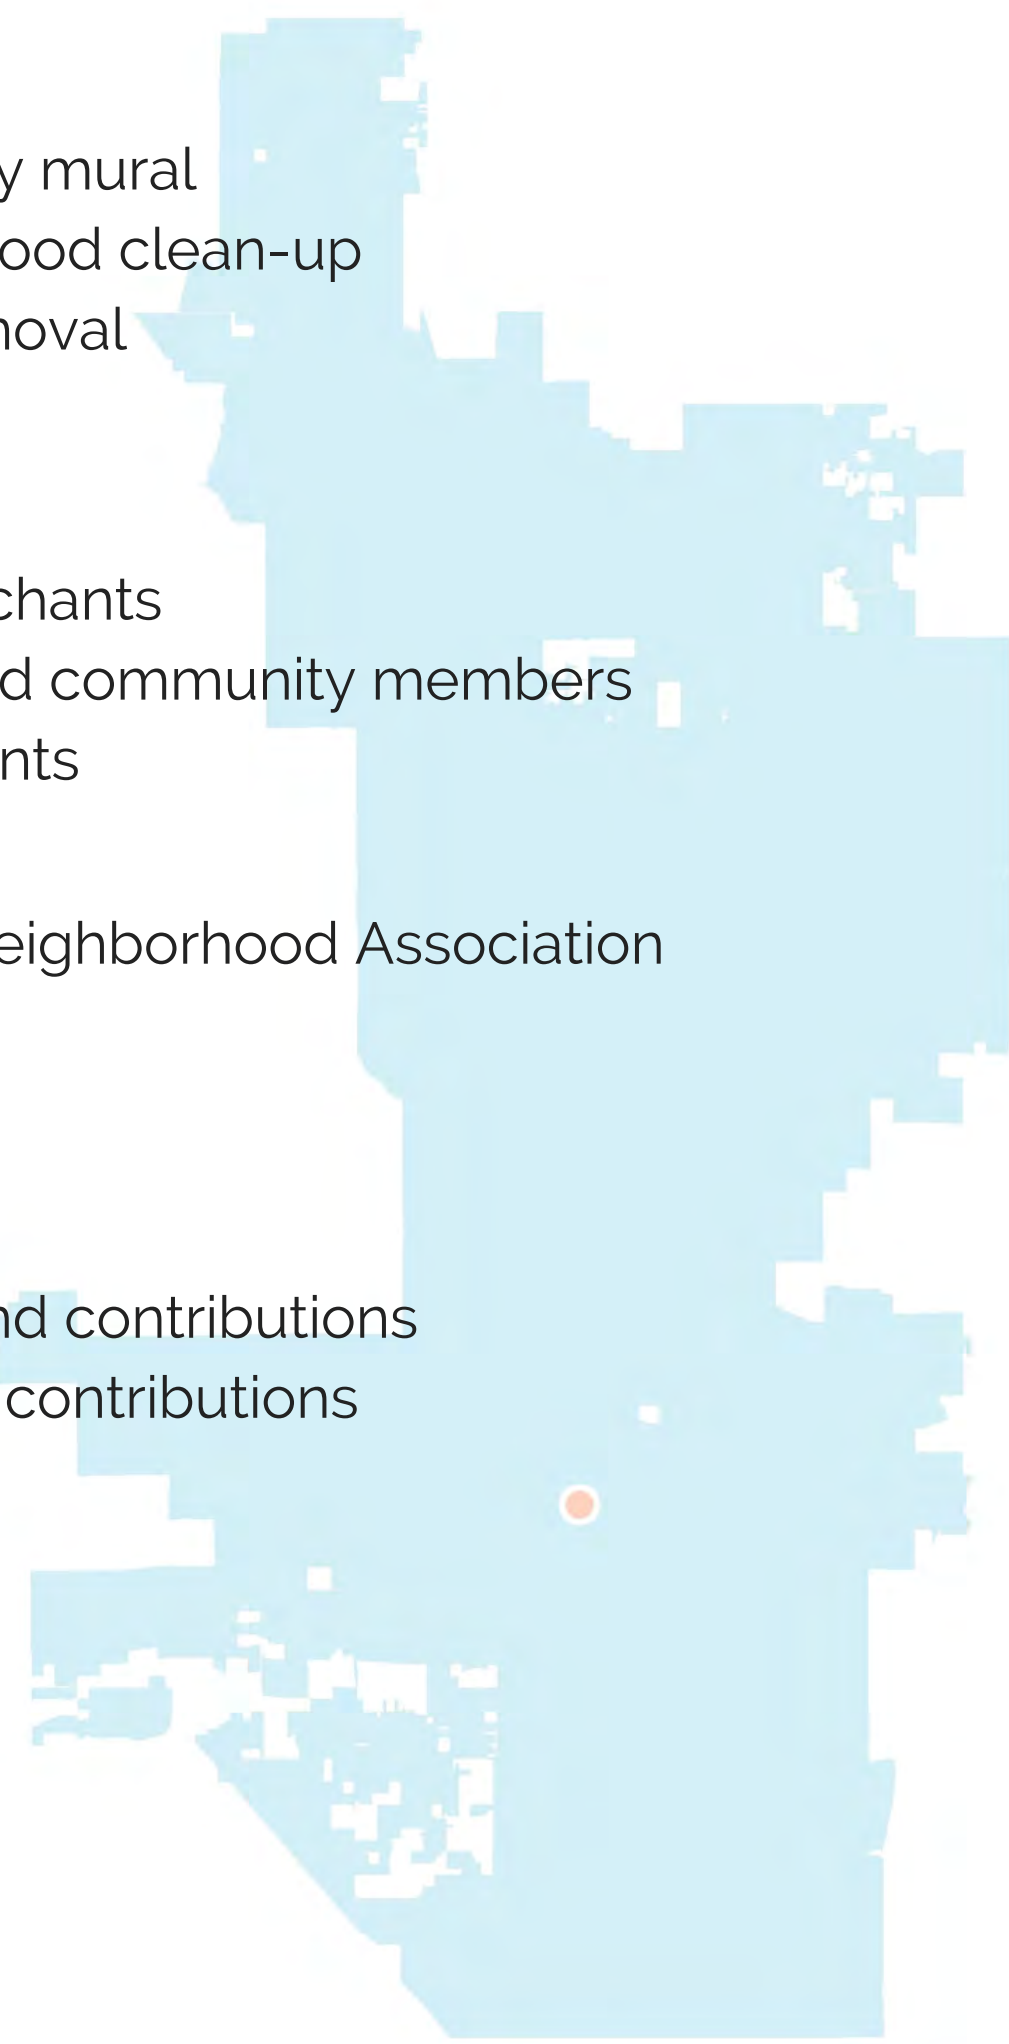 y mural
ood clean-up
noval
chants
d community members
nts
eighborhood Association
nd contributions
contributions